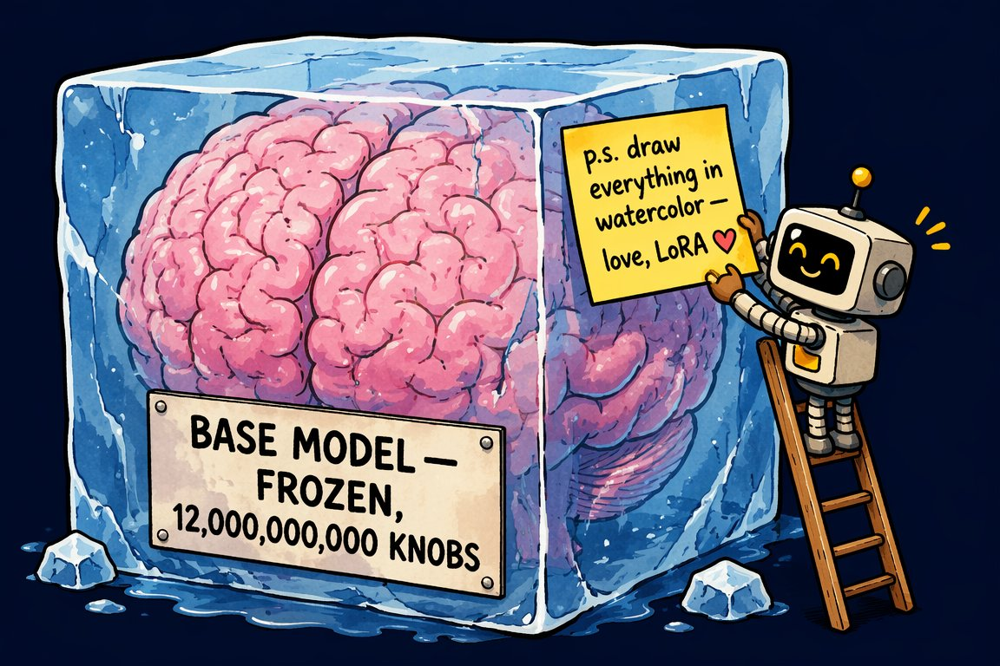 p.s. draw
everything in
watercolor —
love, LoRA ♥
BASE MODEL —
FROZEN,
12,000,000,000 KNOBS